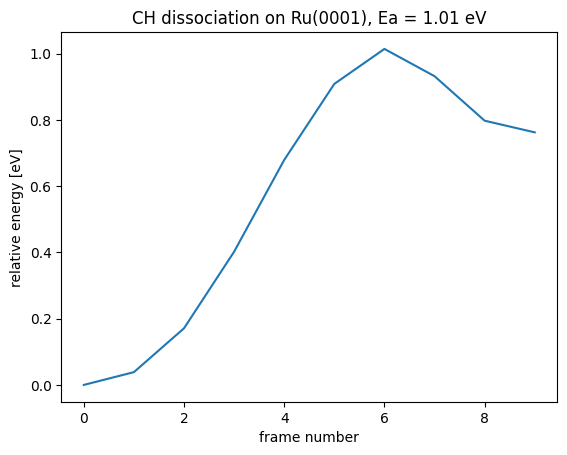 CH dissociation on Ru(0001), Ea = 1.01 eV
relative energy [eV]
1.0
0.8
0.6
0.4
0.2
0.0
0 2 4 6 8
frame number